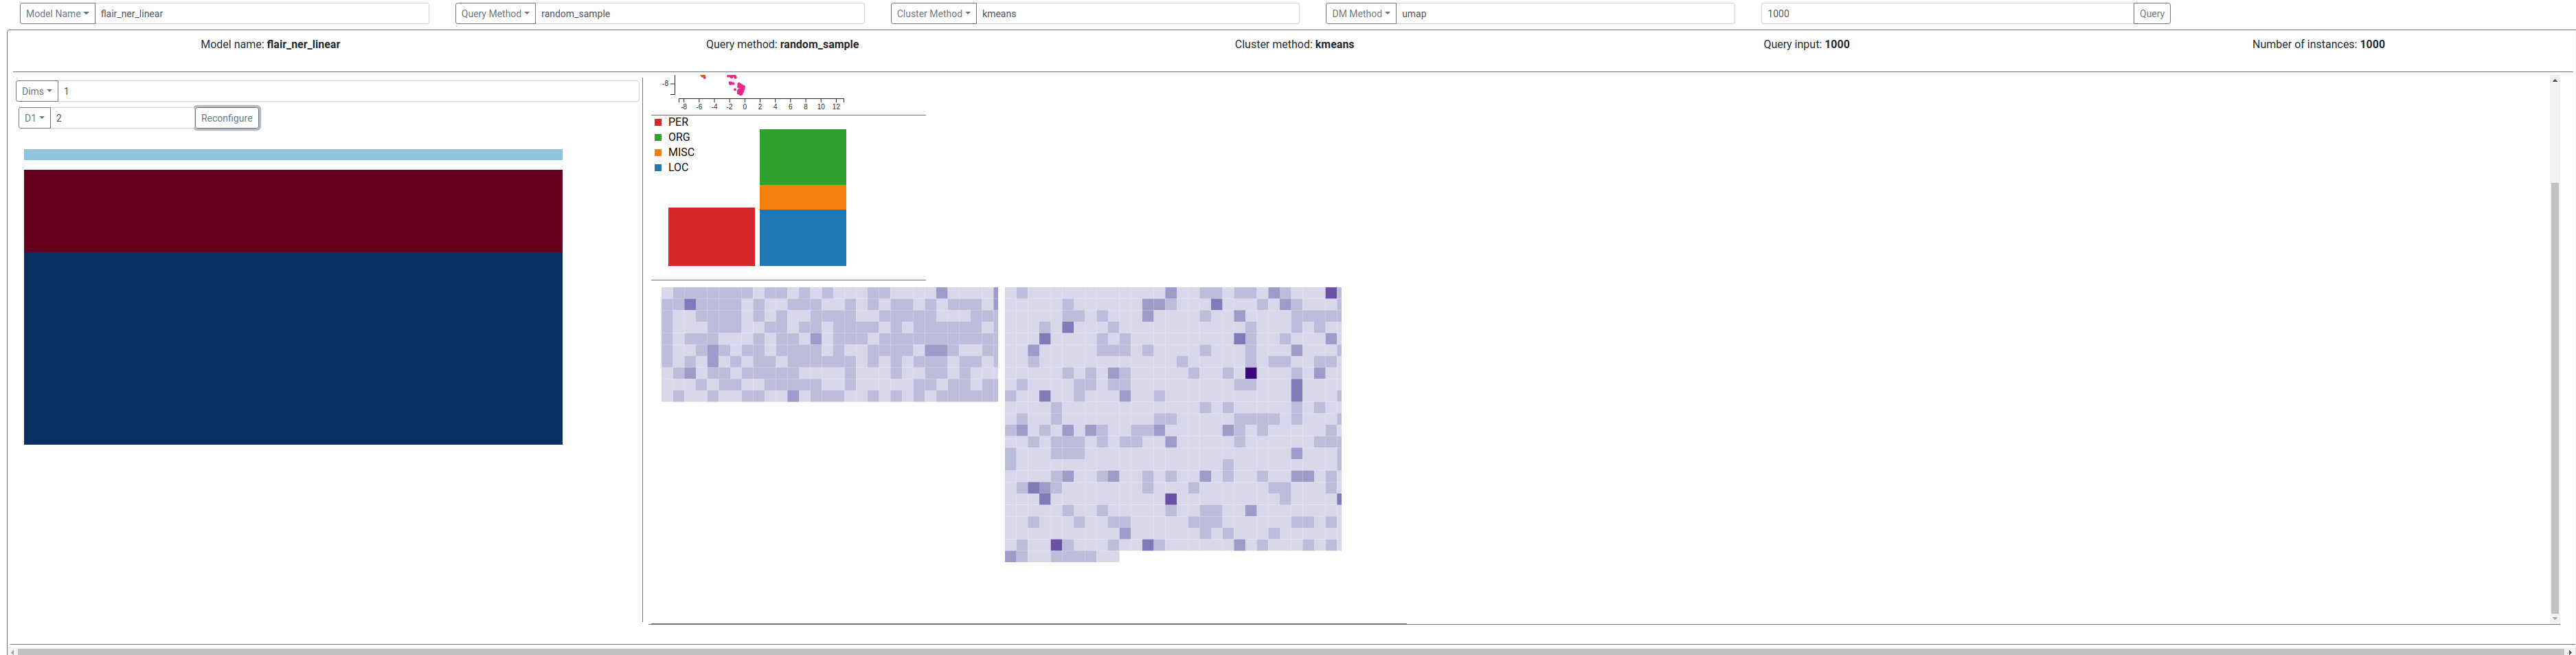 Model Name flair_ner_linear Query Method random_sample Cluster Method kmeans DM Method umap 1000 Query
Model name: flair_ner_linear Query method: random_sample Cluster method: kmeans Query input: 1000 Number of instances: 1000
Dims 1
D1 2 Reconfigure
-8
-8 -6 -4 -2 0 2 4 6 8 10 12
PER
ORG
MISC
LOC